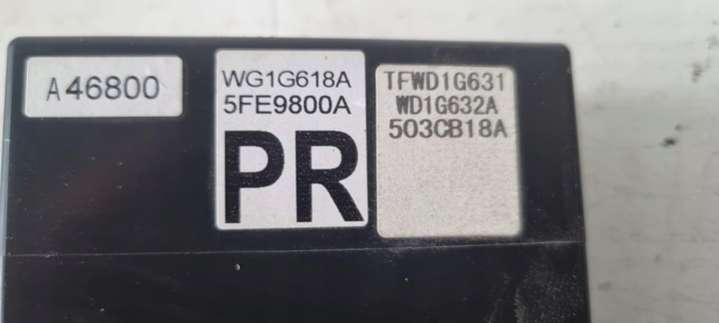 A46800
WG1G618A
5FE9800A
PR
TFWD1G631
WD1G632A
503CB18A